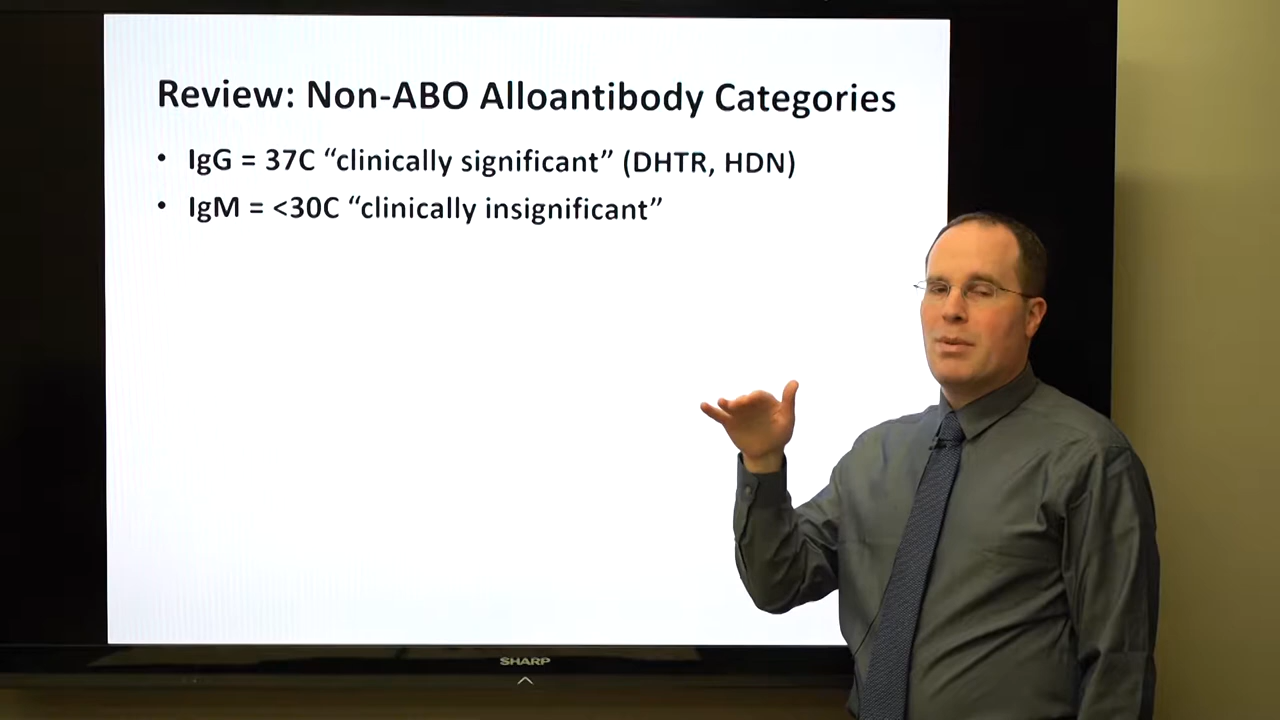 Review: Non-ABO Alloantibody Categories
• IgG = 37C “clinically significant” (DHTR, HDN)
• IgM = <30C “clinically insignificant”
SHARP